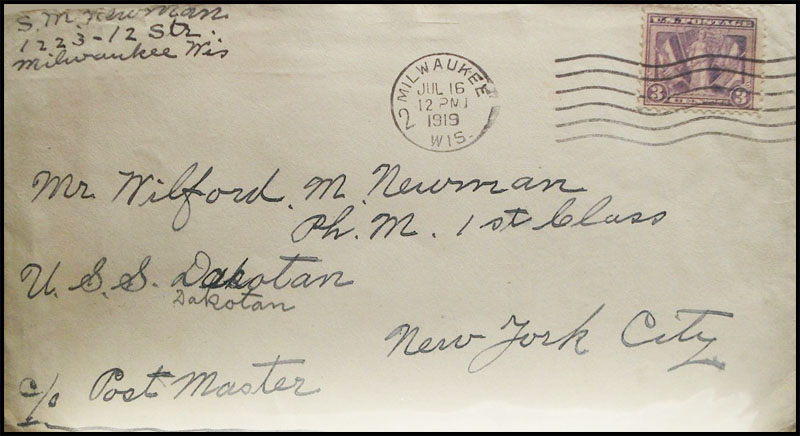 S. M. Newman
1223-12 Str.
Milwaukee Wis
MILWAUKEE
JUL 16
12 PM
1919
2
WIS.
U.S. POSTAGE
3 CENTS 3
Mr. Wilford. M. Newman
Ph. M. 1st Class
U. S. S. Dakotan
Dakotan
New York City
c/o Post Master